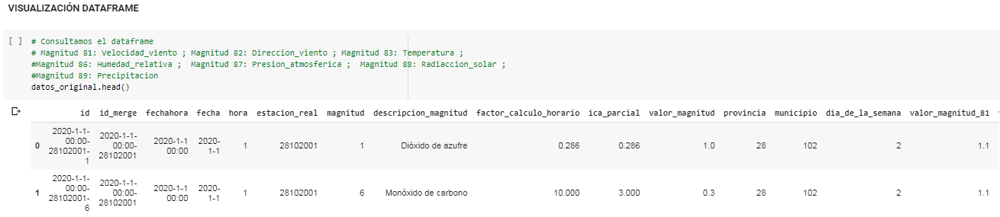 VISUALIZACIÓN DATAFRAME
[ ] # Consultamos el dataframe
# Magnitud 81: Velocidad_viento ; Magnitud 82: Direccion_viento ; Magnitud 83: Temperatura ;
#Magnitud 86: Humedad_relativa ;  Magnitud 87: Presion_atmosferica ;  Magnitud 88: Radiaccion_solar ;
#Magnitud 89: Precipitacion
datos_original.head()
id id_merge fechahora fecha hora estacion_real magnitud descripcion_magnitud factor_calculo_horario ica_parcial valor_magnitud provincia municipio dia_de_la_semana valor_magnitud_81
2020-1-1-
00:00-
28102001-
1
2020-1-1-
00:00-
28102001
2020-1-1
00:00
2020-
1-1
0 1 28102001 1 Dióxido de azufre 0.286 0.286 1.0 28 102 2 1.1
2020-1-1-
00:00-
28102001-
6
2020-1-1-
00:00-
28102001
2020-1-1
00:00
2020-
1-1
1 1 28102001 6 Monóxido de carbono 10.000 3.000 0.3 28 102 2 1.1